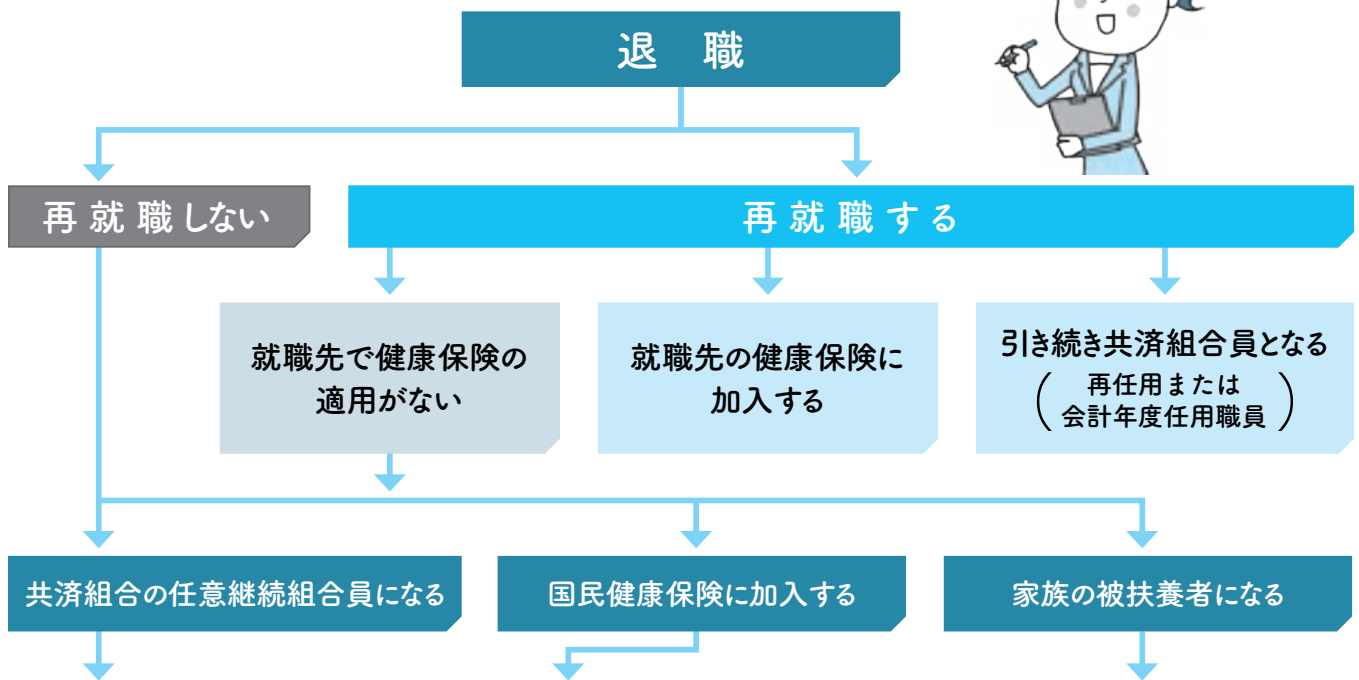 退 職
再就職しない
再就職する
就職先で健康保険の
適用がない
就職先の健康保険に
加入する
引き続き共済組合員となる
(再任用または
会計年度任用職員)
共済組合の任意継続組合員になる
国民健康保険に加入する
家族の被扶養者になる